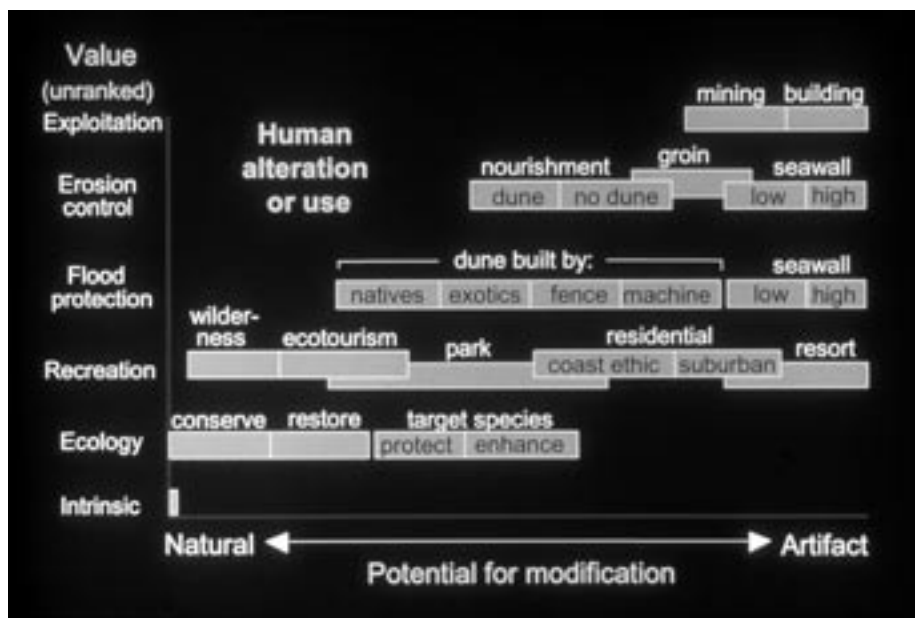 Value
(unranked)
Exploitation
mining building
Human
alteration
or use
Erosion
control
nourishment
groin
seawall
dune no dune
low high
Flood
protection
dune built by:
seawall
natives exotics fence machine
low high
Recreation
wilder-
ness
ecotourism
park
residential
coast ethic suburban
resort
Ecology
conserve restore target species
protect enhance
Intrinsic
Natural Artifact
Potential for modification